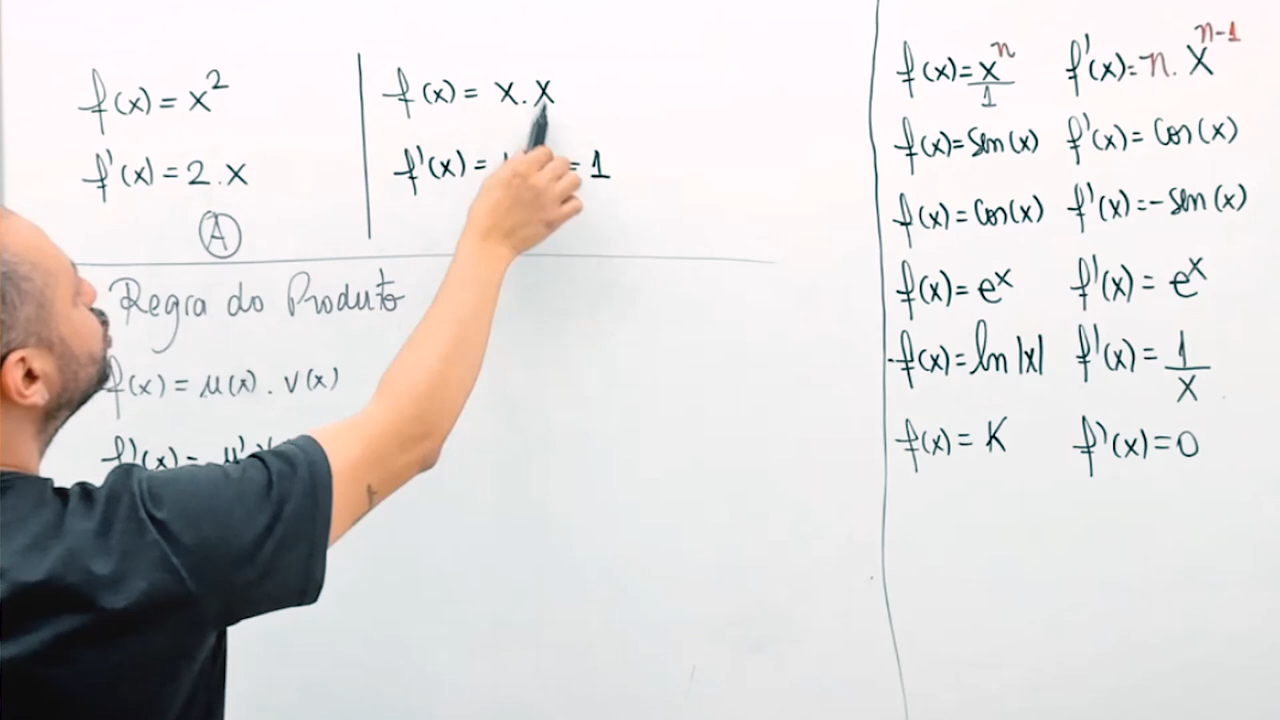 f(x) = x²
f'(x) = 2.x
A
f(x) = x.x
f'(x) = = 1
Regra do Produto
f(x) = u(x) . v(x)
f'(x) = u'
f(x) = xⁿ/1 f'(x) = n. xⁿ⁻¹
f(x) = Sen(x) f'(x) = Cos(x)
f(x) = Cos(x) f'(x) = - Sen(x)
f(x) = eˣ f'(x) = eˣ
f(x) = ln|x| f'(x) = 1/x
f(x) = K f'(x) = 0